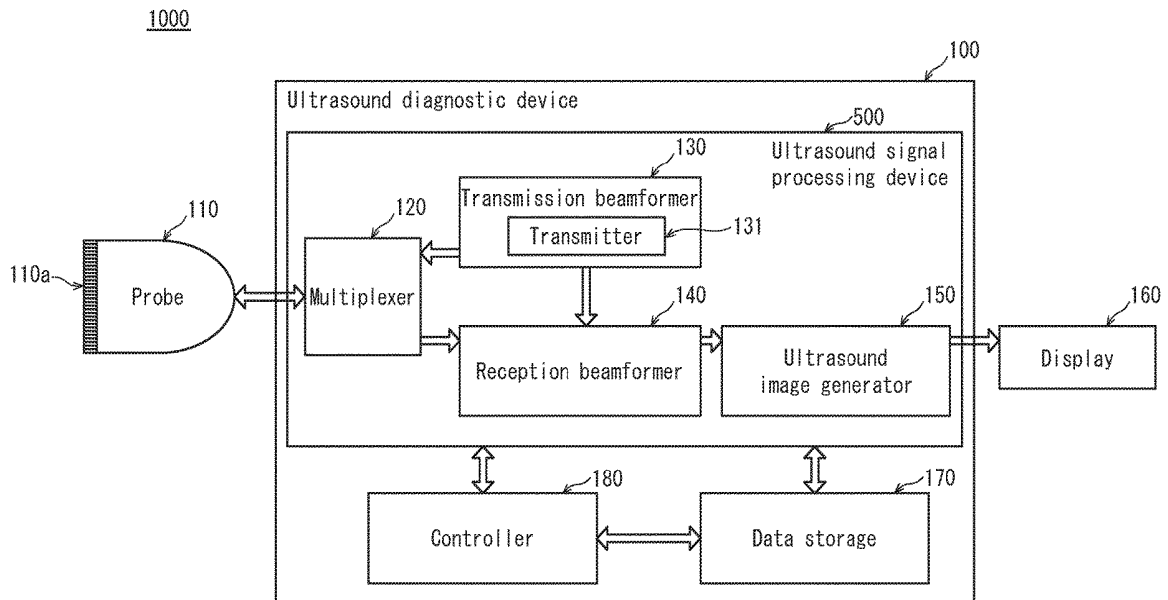 1000
100
Ultrasound diagnostic device
500
Ultrasound signal
processing device
130
Transmission beamformer
Transmitter
131
110
110a
Probe
120
Multiplexer
140
Reception beamformer
150
Ultrasound
image generator
160
Display
180
Controller
170
Data storage